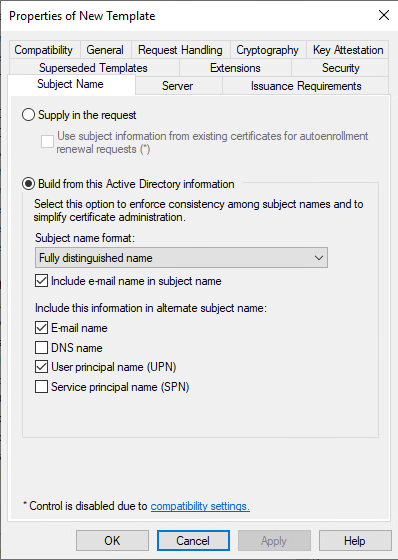 Properties of New Template
Compatibility General Request Handling Cryptography Key Attestation
Superseded Templates Extensions Security
Subject Name Server Issuance Requirements
Supply in the request
Use subject information from existing certificates for autoenrollment
renewal requests (*)
Build from this Active Directory information
Select this option to enforce consistency among subject names and to
simplify certificate administration.
Subject name format:
Fully distinguished name
Include e-mail name in subject name
Include this information in alternate subject name:
E-mail name
DNS name
User principal name (UPN)
Service principal name (SPN)
* Control is disabled due to compatibility settings.
OK Cancel Apply Help